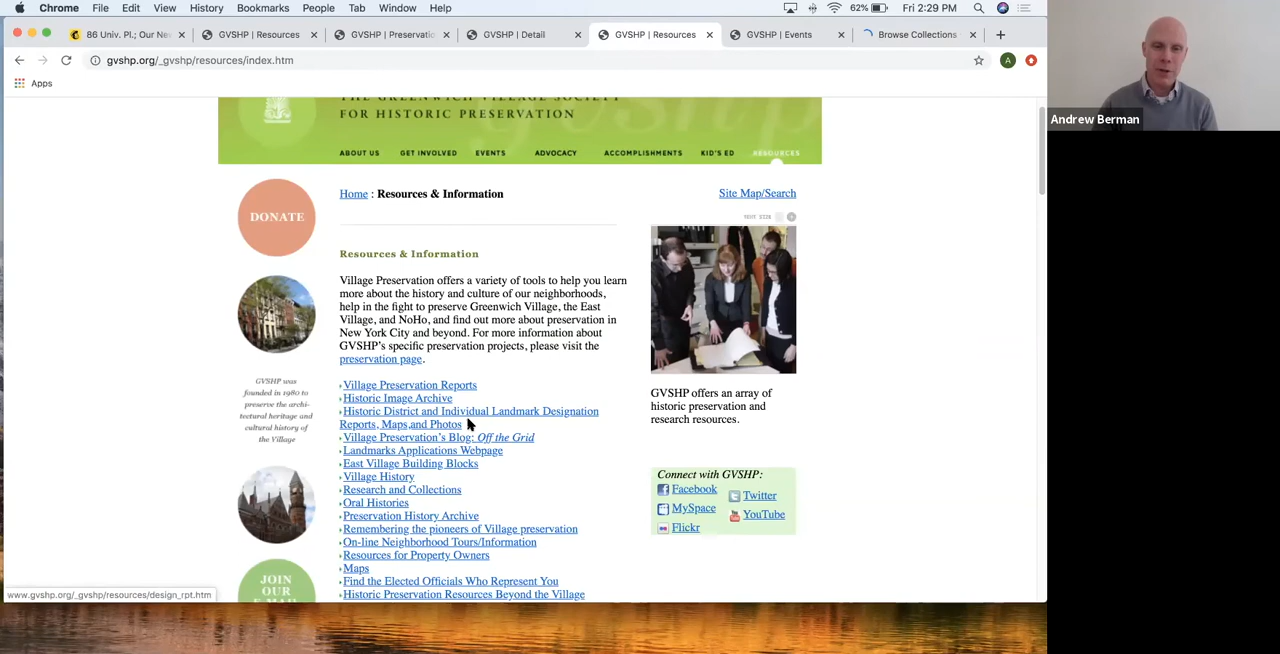 Chrome File Edit View History Bookmarks People Tab Window Help 62% Fri 2:29 PM
86 Univ. Pl.; Our Ne GVSHP | Resources GVSHP | Preservatio GVSHP | Detail GVSHP | Resources GVSHP | Events Browse Collections
gvshp.org/_gvshp/resources/index.htm A
Apps
Andrew Berman
THE GREENWICH VILLAGE SOCIETY
FOR HISTORIC PRESERVATION
ABOUT US GET INVOLVED EVENTS ADVOCACY ACCOMPLISHMENTS KID'S ED RESOURCES
Home : Resources & Information Site Map/Search
DONATE
Resources & Information
Village Preservation offers a variety of tools to help you learn
more about the history and culture of our neighborhoods,
help in the fight to preserve Greenwich Village, the East
Village, and NoHo, and find out more about preservation in
New York City and beyond. For more information about
GVSHP's specific preservation projects, please visit the
preservation page.
GVSHP was
founded in 1980 to
preserve the archi-
tectural heritage and
cultural history of
the Village
Village Preservation Reports
Historic Image Archive
Historic District and Individual Landmark Designation
Reports, Maps,and Photos
Village Preservation's Blog: Off the Grid
Landmarks Applications Webpage
East Village Building Blocks
Village History
Research and Collections
Oral Histories
Preservation History Archive
Remembering the pioneers of Village preservation
On-line Neighborhood Tours/Information
Resources for Property Owners
Maps
Find the Elected Officials Who Represent You
Historic Preservation Resources Beyond the Village
GVSHP offers an array of
historic preservation and
research resources.
Connect with GVSHP:
Facebook Twitter
MySpace YouTube
Flickr
JOIN
OUR
www.gvshp.org/_gvshp/resources/design_rpt.htm